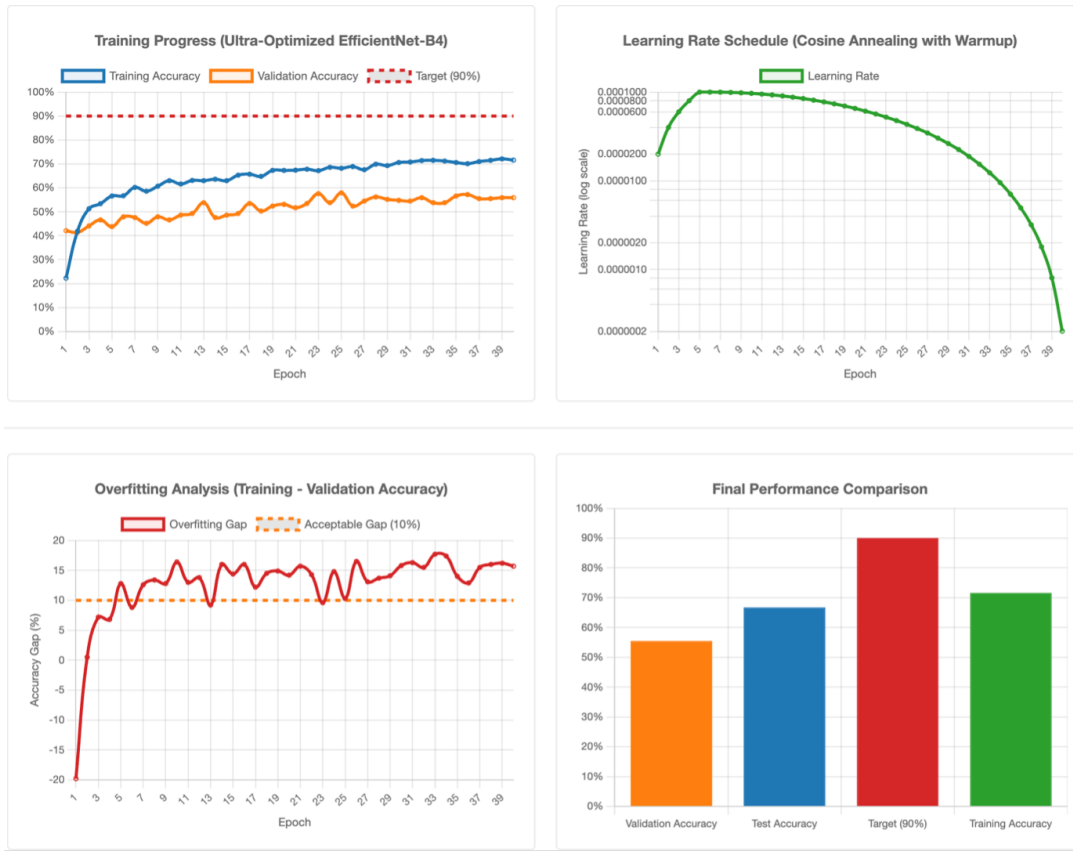 Training Progress (Ultra-Optimized EfficientNet-B4)
Training Accuracy Validation Accuracy Target (90%)
100%
90%
80%
70%
60%
50%
40%
30%
20%
10%
0%
1 3 5 7 9 11 13 15 17 19 21 23 25 27 29 31 33 35 37 39
Epoch
Learning Rate Schedule (Cosine Annealing with Warmup)
Learning Rate
Learning Rate (log scale)
0.0001000
0.0000800
0.0000600
0.0000200
0.0000100
0.0000020
0.0000010
0.0000002
1 3 5 7 9 11 13 15 17 19 21 23 25 27 29 31 33 35 37 39
Epoch
Overfitting Analysis (Training - Validation Accuracy)
Overfitting Gap Acceptable Gap (10%)
Accuracy Gap (%)
20
15
10
5
0
-5
-10
-15
-20
1 3 5 7 9 11 13 15 17 19 21 23 25 27 29 31 33 35 37 39
Epoch
Final Performance Comparison
100%
90%
80%
70%
60%
50%
40%
30%
20%
10%
0%
Validation Accuracy Test Accuracy Target (90%) Training Accuracy